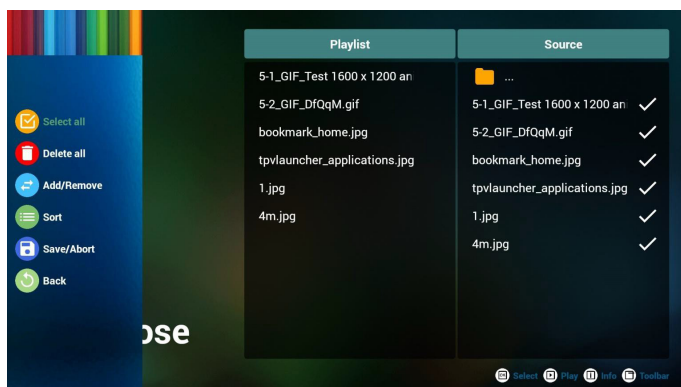 Select all
Delete all
Add/Remove
Sort
Save/Abort
Back
Playlist
5-1_GIF_Test 1600 x 1200 an
5-2_GIF_DfQqM.gif
bookmark_home.jpg
tpvlauncher_applications.jpg
1.jpg
4m.jpg
Source
...
5-1_GIF_Test 1600 x 1200 an
5-2_GIF_DfQqM.gif
bookmark_home.jpg
tpvlauncher_applications.jpg
1.jpg
4m.jpg
ose
Select Play Info Toolbar